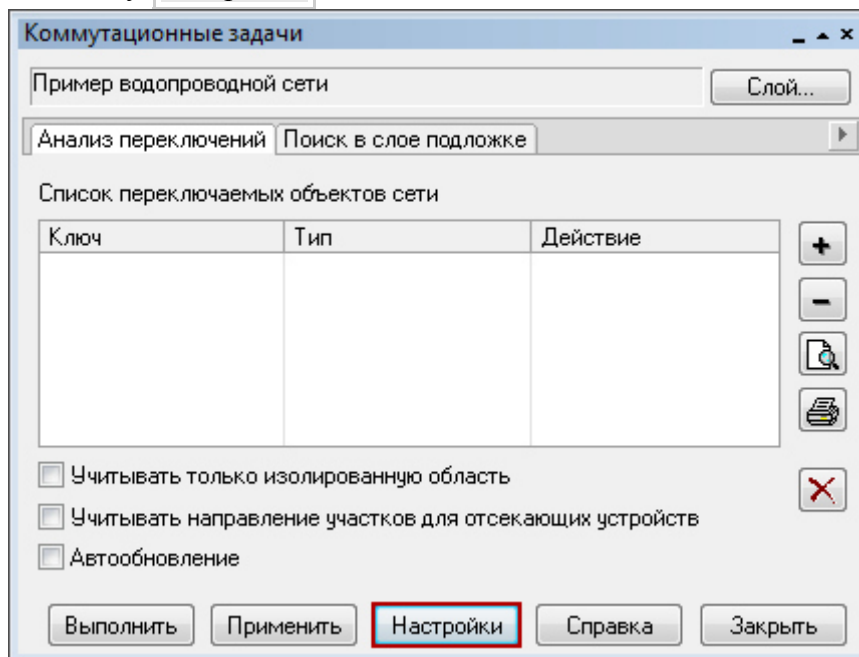 Коммутационные задачи
Пример водопроводной сети
Слой...
Анализ переключений Поиск в слое подложке
Список переключаемых объектов сети
Ключ Тип Действие
Учитывать только изолированную область
Учитывать направление участков для отсекающих устройств
Автообновление
Выполнить Применить Настройки Справка Закрыть